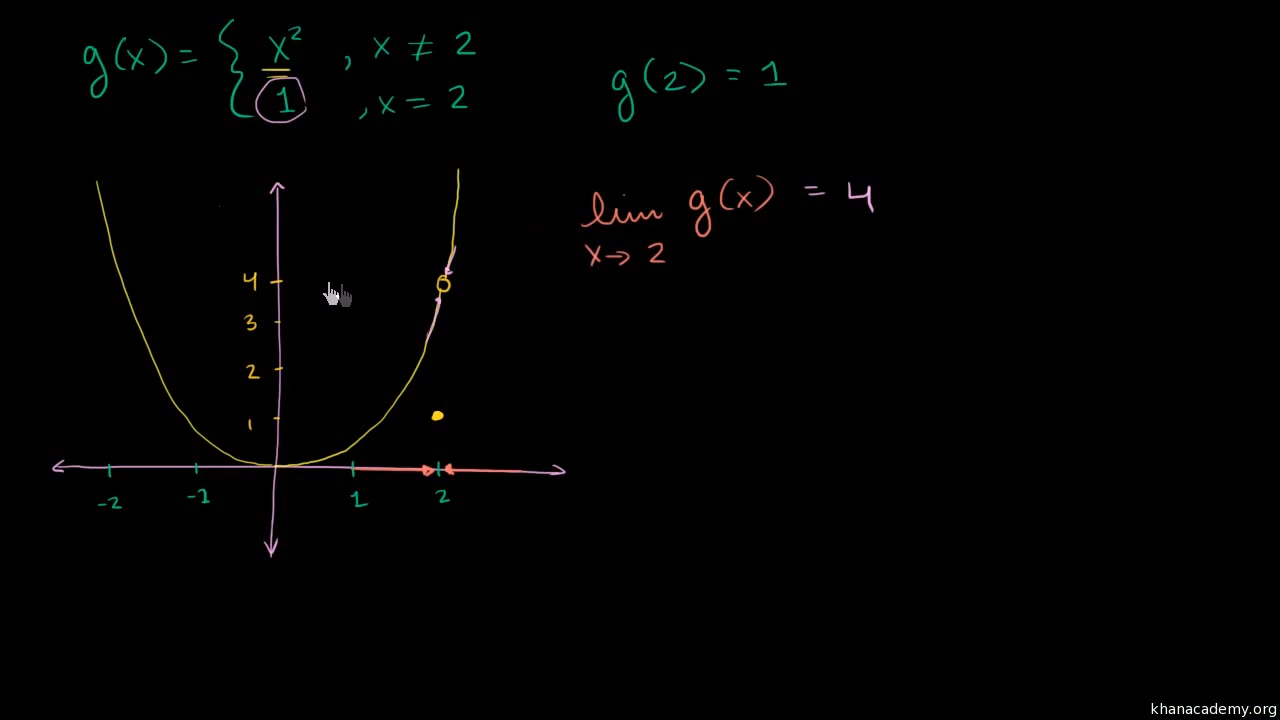 g(x) = { x² , x ≠ 2
1 , x = 2
g(2) = 1
lim g(x) = 4
x→2
4
3
2
1
-2 -1 1 2
khanacademy.org